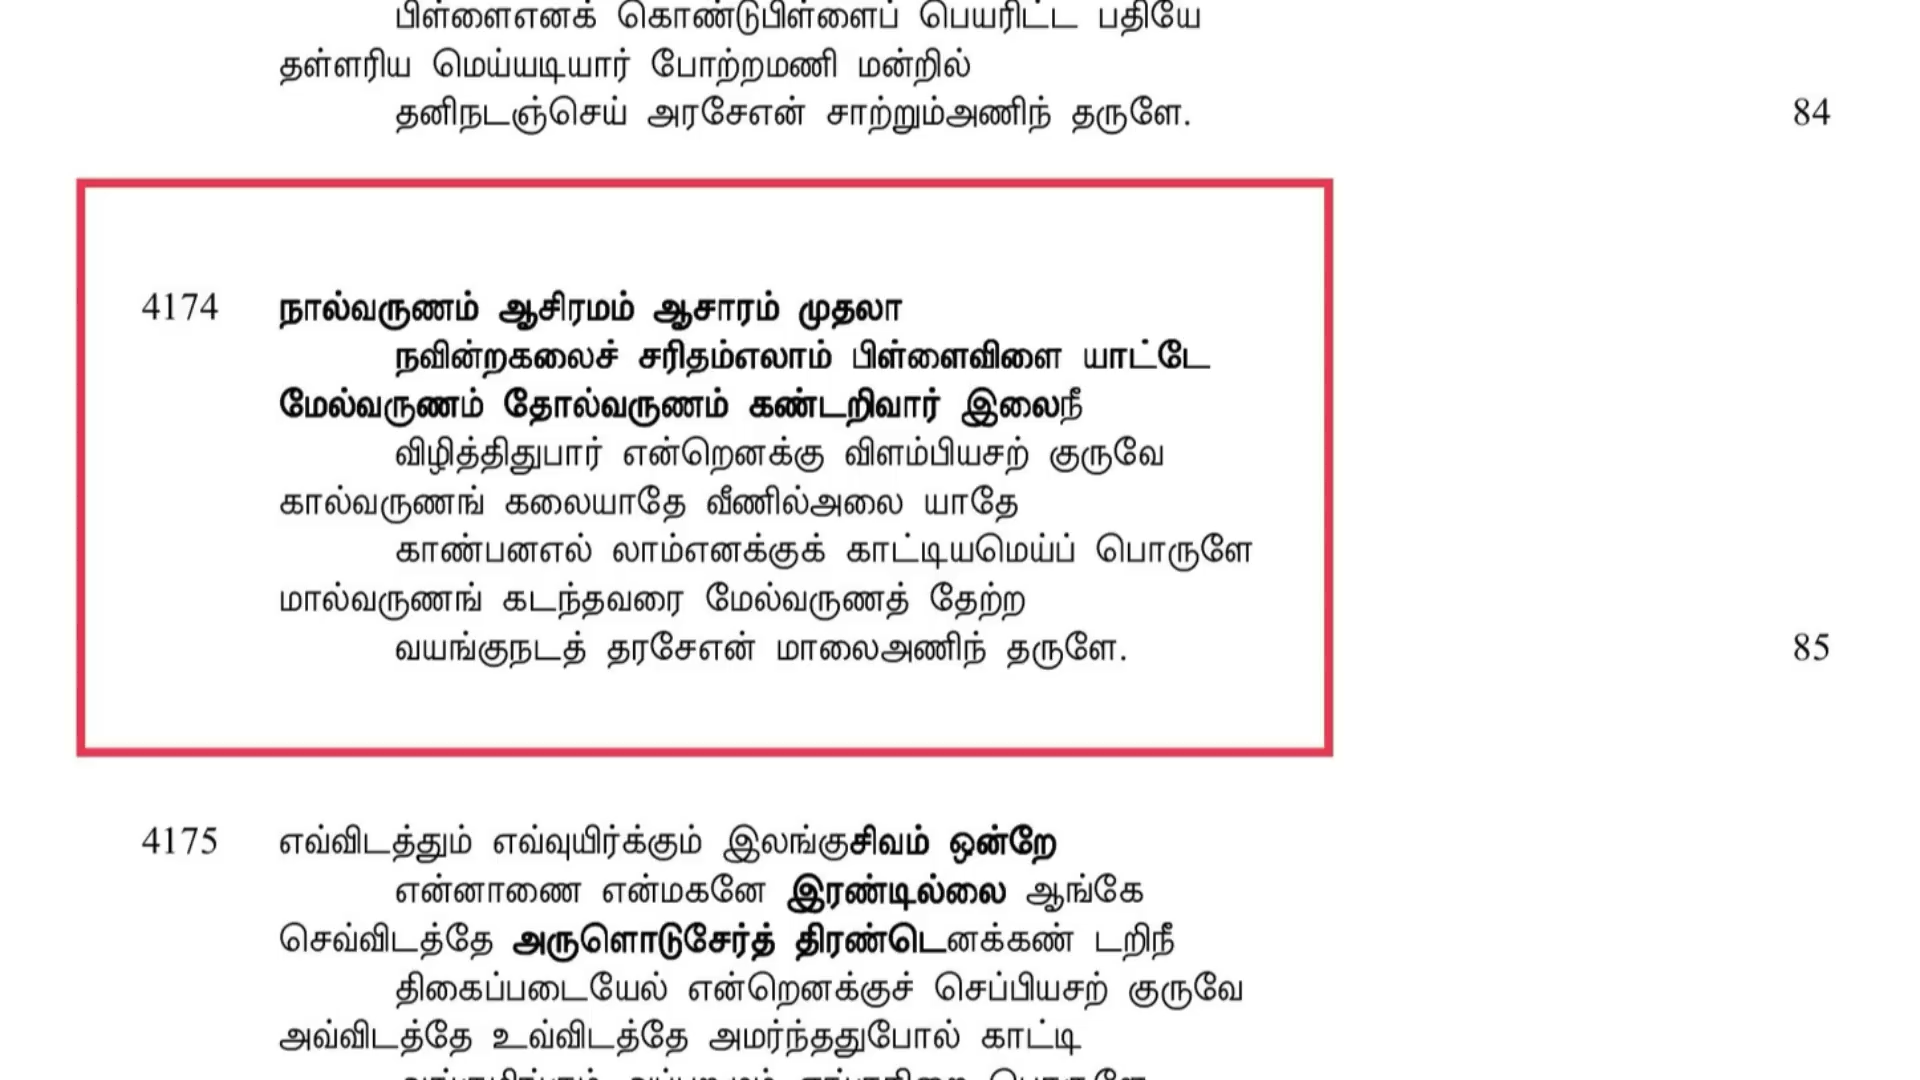 பிள்ளைஎனக் கொண்டுபிள்ளைப் பெயரிட்ட பதியே
தள்ளரிய மெய்யடியார் போற்றமணி மன்றில்
தனிநடஞ்செய் அரசேஎன் சாற்றும்அணிந் தருளே. 84
4174 நால்வருணம் ஆசிரமம் ஆசாரம் முதலா
நவின்றகலைச் சரிதம்எலாம் பிள்ளைவிளை யாட்டே
மேல்வருணம் தோல்வருணம் கண்டறிவார் இலைநீ
விழித்திதுபார் என்றெனக்கு விளம்பியசற் குருவே
கால்வருணங் கலையாதே வீணில்அலை யாதே
காண்பனஎல் லாம்எனக்குக் காட்டியமெய்ப் பொருளே
மால்வருணங் கடந்தவரை மேல்வருணத் தேற்ற
வயங்குநடத் தரசேஎன் மாலைஅணிந் தருளே. 85
4175 எவ்விடத்தும் எவ்வுயிர்க்கும் இலங்குசிவம் ஒன்றே
என்னாணை என்மகனே இரண்டில்லை ஆங்கே
செவ்விடத்தே அருளொடுசேர்த் திரண்டெனக்கண் டறிநீ
திகைப்படையேல் என்றெனக்குச் செப்பியசற் குருவே
அவ்விடத்தே உவ்விடத்தே அமர்ந்ததுபோல் காட்டி